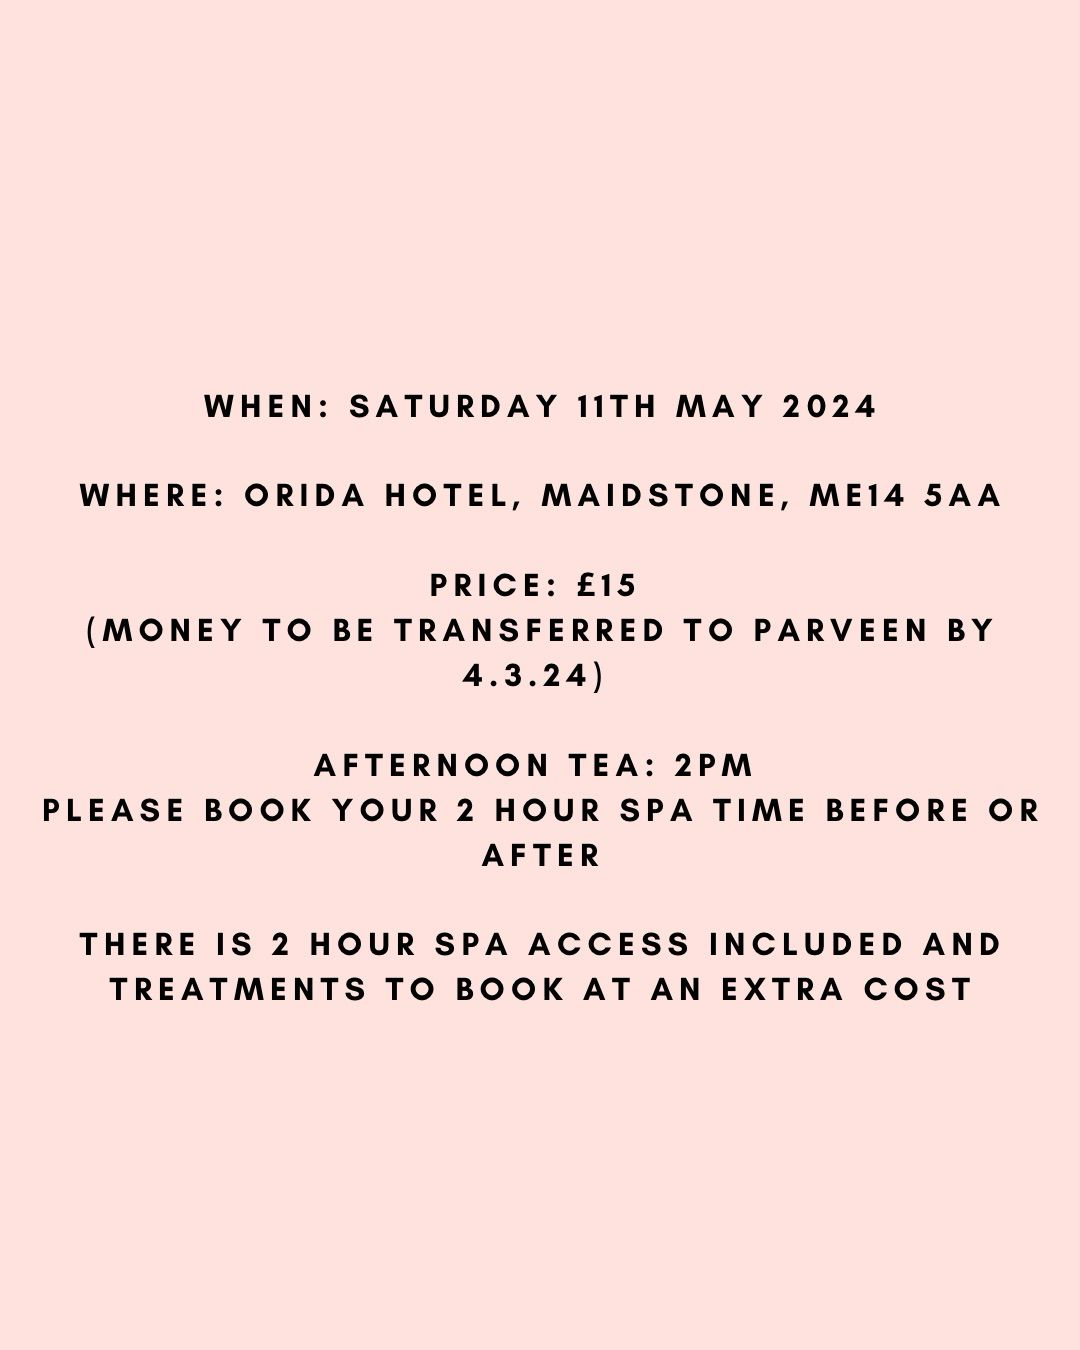 WHEN: SATURDAY 11TH MAY 2024
WHERE: ORIDA HOTEL, MAIDSTONE, ME14 5AA
PRICE: £15
(MONEY TO BE TRANSFERRED TO PARVEEN BY
4.3.24)
AFTERNOON TEA: 2PM
PLEASE BOOK YOUR 2 HOUR SPA TIME BEFORE OR
AFTER
THERE IS 2 HOUR SPA ACCESS INCLUDED AND
TREATMENTS TO BOOK AT AN EXTRA COST